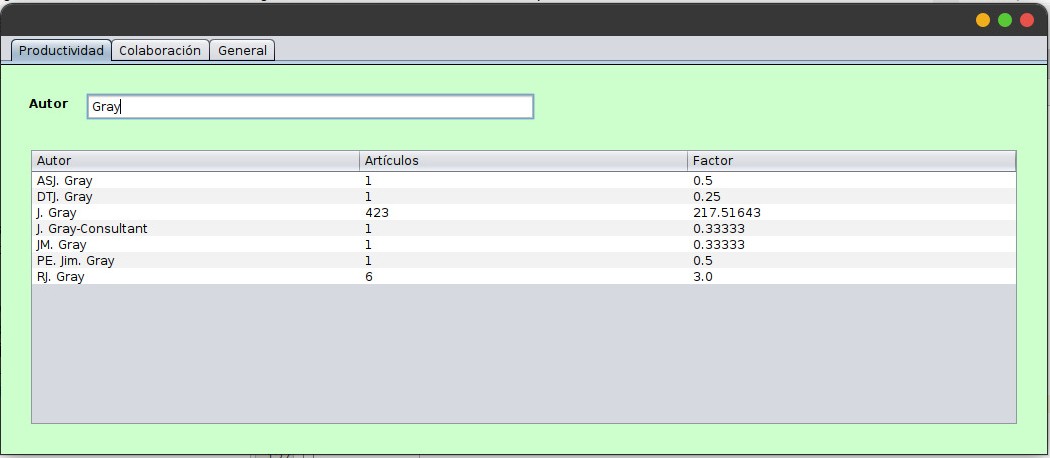 Productividad Colaboración General
Autor Gray
Autor Artículos Factor
ASJ. Gray 1 0.5
DTJ. Gray 1 0.25
J. Gray 423 217.51643
J. Gray-Consultant 1 0.33333
JM. Gray 1 0.33333
PE. Jim. Gray 1 0.5
RJ. Gray 6 3.0